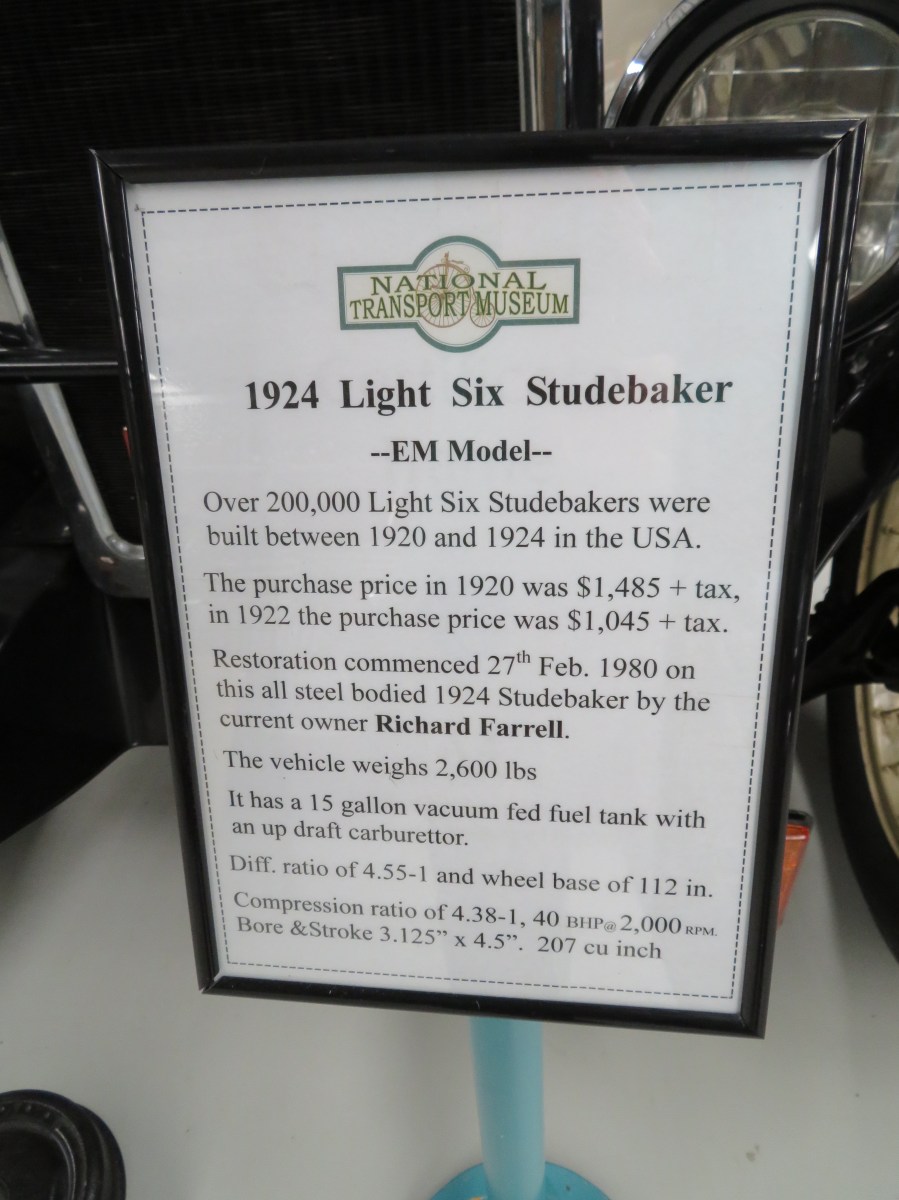 NATIONAL
TRANSPORT MUSEUM
1924 Light Six Studebaker
--EM Model--
Over 200,000 Light Six Studebakers were
built between 1920 and 1924 in the USA.
The purchase price in 1920 was $1,485 + tax,
in 1922 the purchase price was $1,045 + tax.
Restoration commenced 27th Feb. 1980 on
this all steel bodied 1924 Studebaker by the
current owner Richard Farrell.
The vehicle weighs 2,600 lbs
It has a 15 gallon vacuum fed fuel tank with
an up draft carburettor.
Diff. ratio of 4.55-1 and wheel base of 112 in.
Compression ratio of 4.38-1, 40 BHP@ 2,000 RPM.
Bore &Stroke 3.125” x 4.5”. 207 cu inch